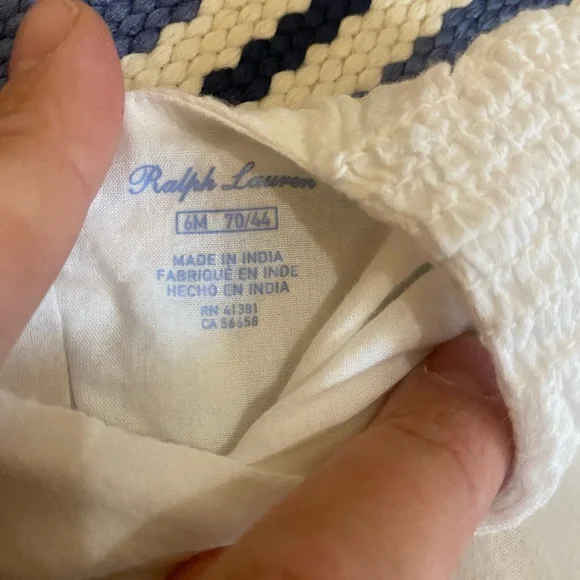 Ralph Lauren
6M 70/44
MADE IN INDIA
FABRIQUÉ EN INDE
HECHO EN INDIA
RN 41381
CA 56658